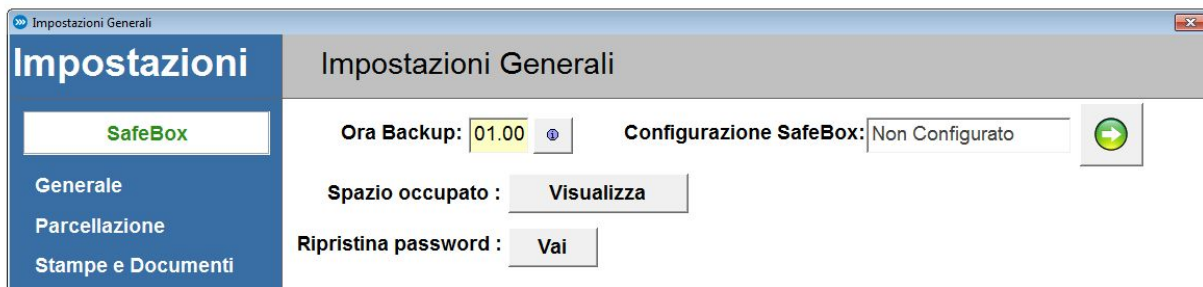 Impostazioni Generali
Impostazioni
Impostazioni Generali
SafeBox
Ora Backup: 01.00
Configurazione SafeBox: Non Configurato
Generale
Spazio occupato : Visualizza
Parcellazione
Ripristina password : Vai
Stampe e Documenti